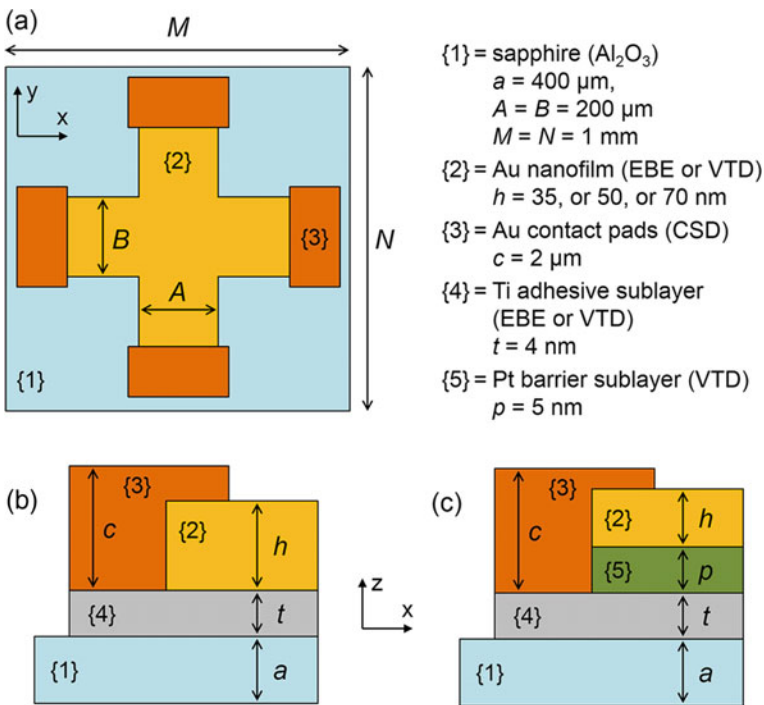 (a)
M
y
x
{2}
B
{3}
N
A
{1}
{1} = sapphire (Al₂O₃)
a = 400 µm,
A = B = 200 µm
M = N = 1 mm
{2} = Au nanofilm (EBE or VTD)
h = 35, or 50, or 70 nm
{3} = Au contact pads (CSD)
c = 2 µm
{4} = Ti adhesive sublayer
(EBE or VTD)
t = 4 nm
{5} = Pt barrier sublayer (VTD)
p = 5 nm
(b)
{3}
c
{2}
h
{4}
t
{1}
a
z
x
(c)
{3}
c
{2}
h
{5}
p
{4}
t
{1}
a